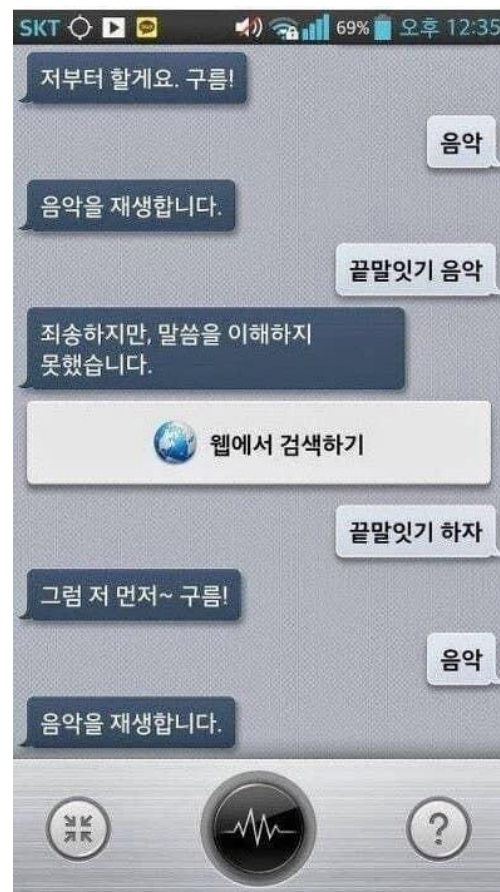 SKT 69% 오후 12:35
저부터 할게요. 구름!
음악
음악을 재생합니다.
끝말잇기 음악
죄송하지만, 말씀을 이해하지
못했습니다.
웹에서 검색하기
끝말잇기 하자
그럼 저 먼저~ 구름!
음악
음악을 재생합니다.
?